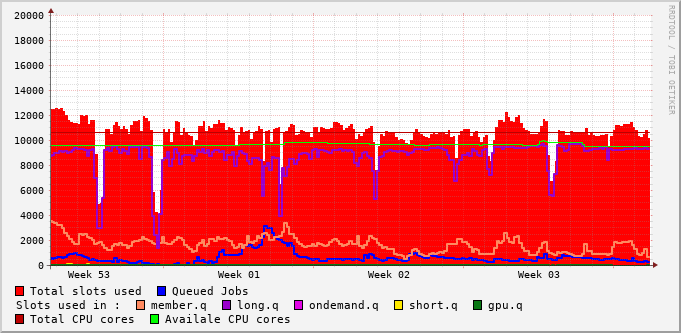 20000
18000
16000
14000
12000
10000
8000
6000
4000
2000
0
Week 53 Week 01 Week 02 Week 03
RRDTOOL / TOBI OETIKER
Total slots used Queued Jobs
Slots used in : member.q long.q ondemand.q short.q gpu.q
Total CPU cores Availale CPU cores